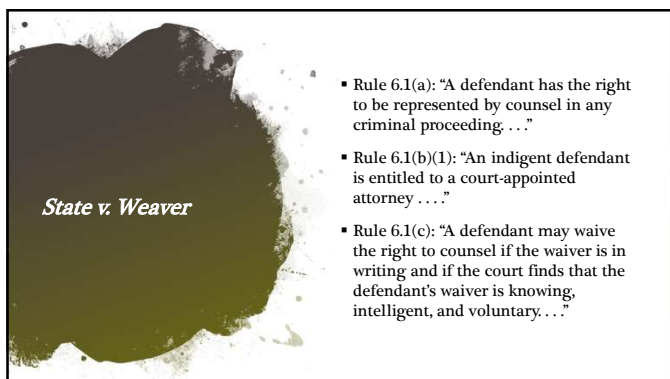 State v. Weaver
▪ Rule 6.1(a): “A defendant has the right
to be represented by counsel in any
criminal proceeding. . . .”
▪ Rule 6.1(b)(1): “An indigent defendant
is entitled to a court-appointed
attorney . . . .”
▪ Rule 6.1(c): “A defendant may waive
the right to counsel if the waiver is in
writing and if the court finds that the
defendant’s waiver is knowing,
intelligent, and voluntary. . . .”